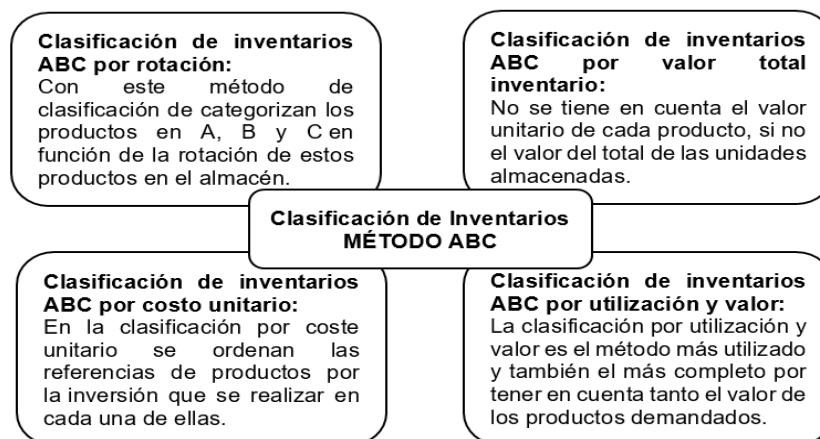 Clasificación de inventarios
ABC por rotación:
Con este método de
clasificación de categorizan los
productos en A, B y C en
función de la rotación de estos
productos en el almacén.
Clasificación de inventarios
ABC por valor total
inventario:
No se tiene en cuenta el valor
unitario de cada producto, si no
el valor del total de las unidades
almacenadas.
Clasificación de Inventarios
MÉTODO ABC
Clasificación de inventarios
ABC por costo unitario:
En la clasificación por coste
unitario se ordenan las
referencias de productos por
la inversión que se realizar en
cada una de ellas.
Clasificación de inventarios
ABC por utilización y valor:
La clasificación por utilización y
valor es el método más utilizado
y también el más completo por
tener en cuenta tanto el valor de
los productos demandados.